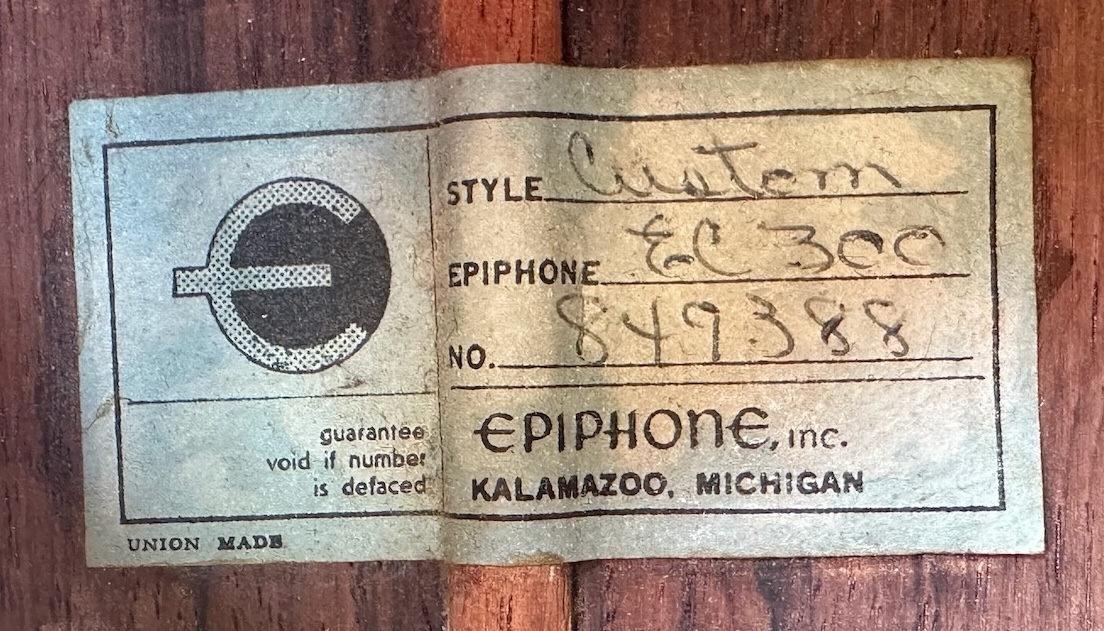 STYLE Custom
EPIPHONE EC 300
NO. 849388
EPIPHONE, inc.
KALAMAZOO, MICHIGAN
guarantee
void if number
is defaced
UNION MADE